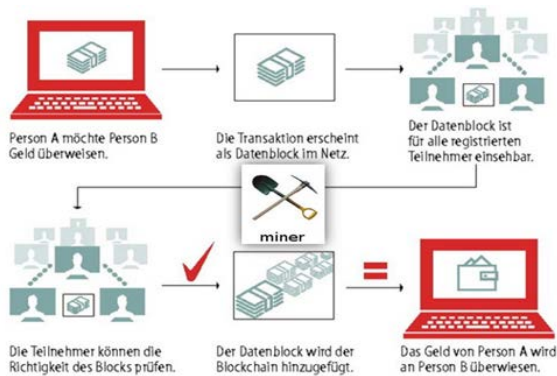 Person A möchte Person B
Geld überweisen.
Die Transaktion erscheint
als Datenblock im Netz.
Der Datenblock ist
für alle registrierten
Teilnehmer einsehbar.
miner
Die Teilnehmer können die
Richtigkeit des Blocks prüfen.
Der Datenblock wird der
Blockchain hinzugefügt.
Das Geld von Person A wird
an Person B überwiesen.